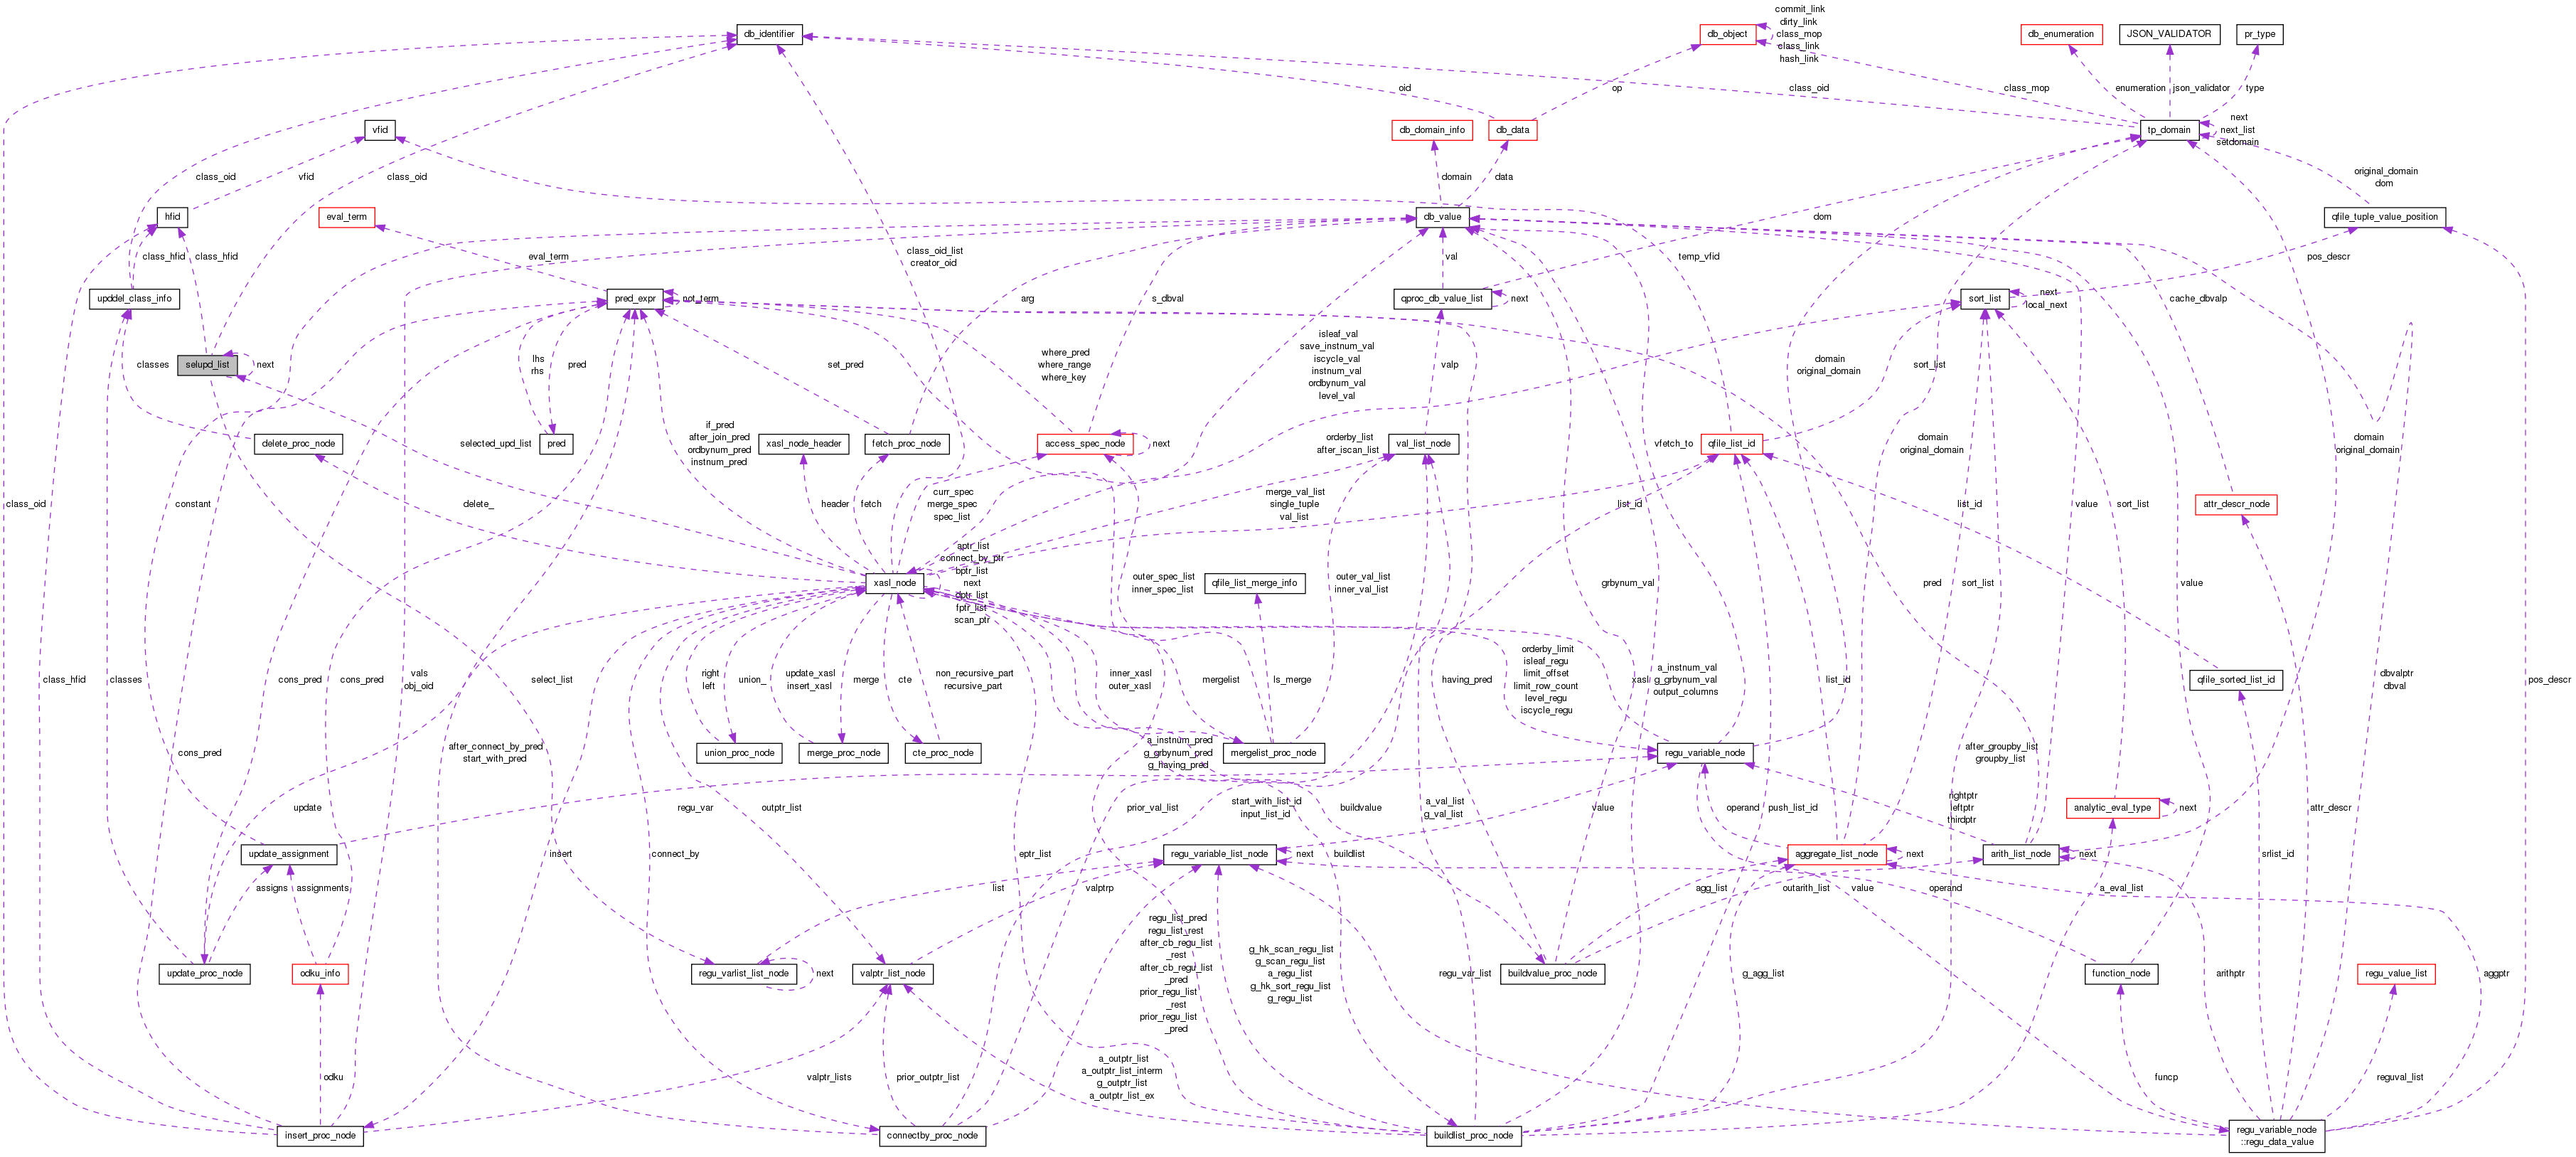 commit_link
dirty_link
class_mop
class_link
hash_link
db_identifier
db_object
db_enumeration
JSON_VALIDATOR
pr_type
oid
op
class_oid
class_mop
enumeration
json_validator
type
vfid
db_domain_info
db_data
tp_domain
next
next_list
setdomain
class_oid
vfid
class_oid
domain
data
original_domain
dom
hfid
eval_term
db_value
dom
qfile_tuple_value_position
class_hfid
class_hfid
eval_term
class_oid_list
creator_oid
val
temp_vfid
pos_descr
upddel_class_info
pred_expr
not_term
arg
s_dbval
qproc_db_value_list
next
sort_list
next
local_next
cache_dbvalp
classes
selupd_list
next
lhs
rhs
pred
set_pred
where_pred
where_range
where_key
isleaf_val
save_instnum_val
iscycle_val
instnum_val
ordbynum_val
level_val
valp
domain
original_domain
sort_list
delete_proc_node
selected_upd_list
pred
if_pred
after_join_pred
ordbynum_pred
instnum_pred
xasl_node_header
fetch_proc_node
access_spec_node
next
orderby_list
after_iscan_list
val_list_node
vfetch_to
qfile_list_id
domain
original_domain
domain
original_domain
class_oid
constant
delete_
header
fetch
curr_spec
merge_spec
spec_list
merge_val_list
single_tuple
val_list
list_id
list_id
sort_list
value
attr_descr_node
aptr_list
connect_by_ptr
bptr_list
next
dptr_list
fptr_list
scan_ptr
xasl_node
outer_spec_list
inner_spec_list
qfile_list_merge_info
outer_val_list
inner_val_list
grbynum_val
pred
sort_list
value
class_hfid
classes
cons_pred
cons_pred
vals
obj_oid
select_list
right
left
union_
update_xasl
insert_xasl
merge
cte
non_recursive_part
recursive_part
inner_xasl
outer_xasl
mergelist
ls_merge
having_pred
orderby_limit
isleaf_regu
limit_offset
limit_row_count
level_regu
iscycle_regu
xasl
a_instnum_val
g_grbynum_val
output_columns
list_id
qfile_sorted_list_id
dbvalptr
dbval
pos_descr
cons_pred
after_connect_by_pred
start_with_pred
union_proc_node
merge_proc_node
cte_proc_node
a_instnum_pred
g_grbynum_pred
g_having_pred
mergelist_proc_node
regu_variable_node
after_groupby_list
groupby_list
update
regu_var
outptr_list
prior_val_list
start_with_list_id
input_list_id
buildvalue
a_val_list
g_val_list
value
operand
push_list_id
rightptr
leftptr
thirdptr
analytic_eval_type
next
attr_descr
update_assignment
insert
connect_by
eptr_list
regu_variable_list_node
next
buildlist
aggregate_list_node
next
arith_list_node
next
srlist_id
assigns
assignments
list
valptrp
agg_list
outarith_list
value
operand
a_eval_list
update_proc_node
odku_info
regu_varlist_list_node
next
valptr_list_node
regu_list_pred
regu_list_rest
after_cb_regu_list
_rest
after_cb_regu_list
_pred
prior_regu_list
_rest
prior_regu_list
_pred
g_hk_scan_regu_list
g_scan_regu_list
a_regu_list
g_hk_sort_regu_list
g_regu_list
regu_var_list
buildvalue_proc_node
g_agg_list
function_node
arithptr
regu_value_list
aggptr
odku
valptr_lists
prior_outptr_list
a_outptr_list
a_outptr_list_interm
g_outptr_list
a_outptr_list_ex
funcp
reguval_list
insert_proc_node
connectby_proc_node
buildlist_proc_node
regu_variable_node
::regu_data_value